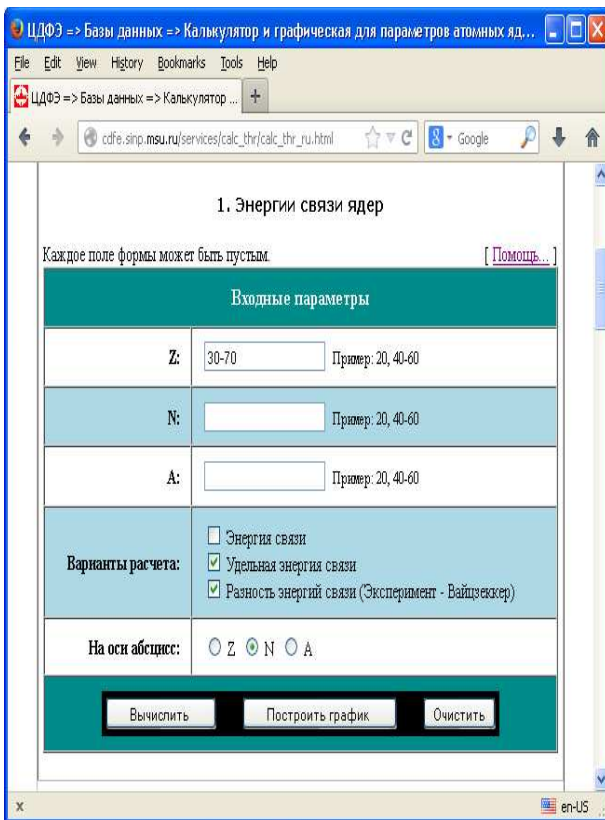 ЦДФЭ => Базы данных => Калькулятор и графическая для параметров атомных яд...
File Edit View History Bookmarks Tools Help
ЦДФЭ => Базы данных => Калькулятор ...
cdfe.sinp.msu.ru/services/calc_thr/calc_thr_ru.html
8 Google
1. Энергии связи ядер
Каждое поле формы может быть пустым. [ Помощь... ]
Входные параметры
Z: 30-70 Пример: 20, 40-60
N: Пример: 20, 40-60
A: Пример: 20, 40-60
Варианты расчета:
Энергия связи
Удельная энергия связи
Разность энергий связи (Эксперимент - Вайцзеккер)
На оси абсцисс: Z N A
Вычислить Построить график Очистить
x en-US